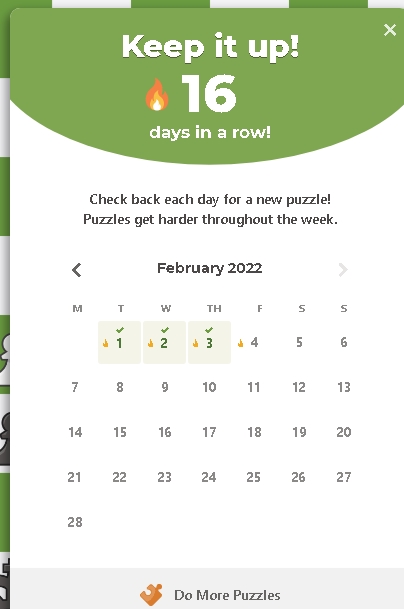 Keep it up!
16
days in a row!
Check back each day for a new puzzle!
Puzzles get harder throughout the week.
February 2022
M T W TH F S S
1 2 3 4 5 6
7 8 9 10 11 12 13
14 15 16 17 18 19 20
21 22 23 24 25 26 27
28
Do More Puzzles